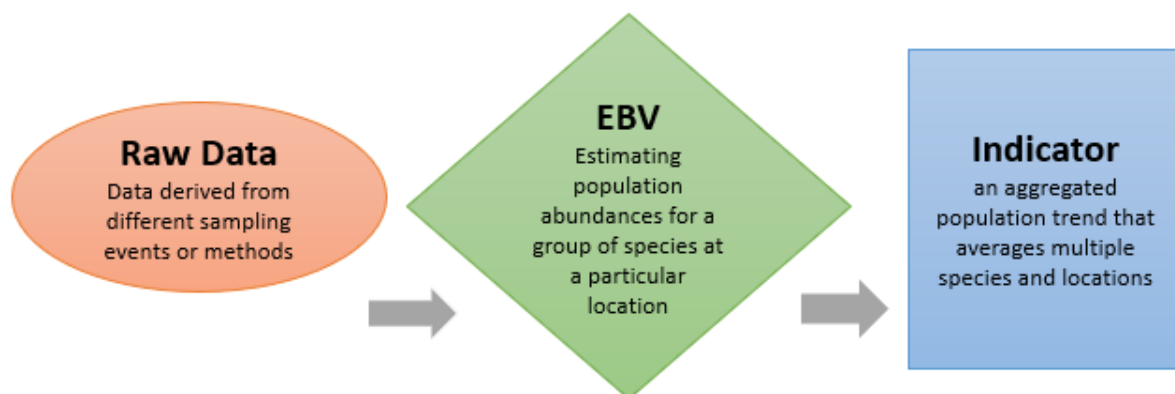 Raw Data
Data derived from
different sampling
events or methods
EBV
Estimating
population
abundances for a
group of species at
a particular
location
Indicator
an aggregated
population trend that
averages multiple
species and locations